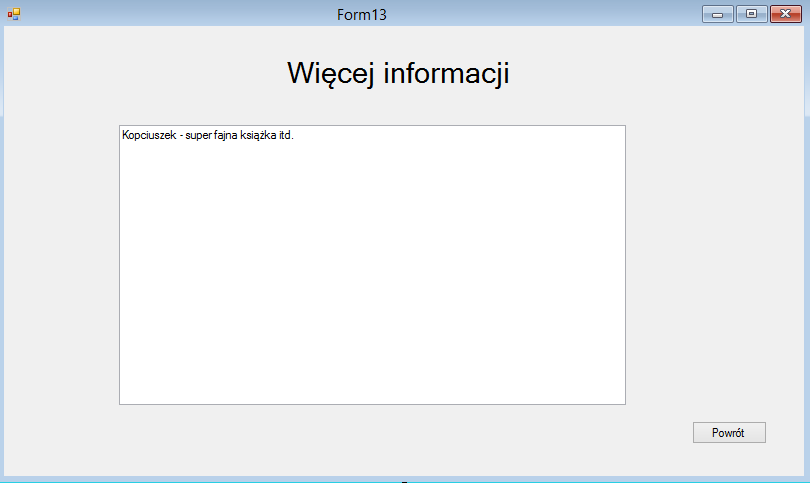 Form13
Więcej informacji
Kopciuszek - super fajna książka itd.
Powrót